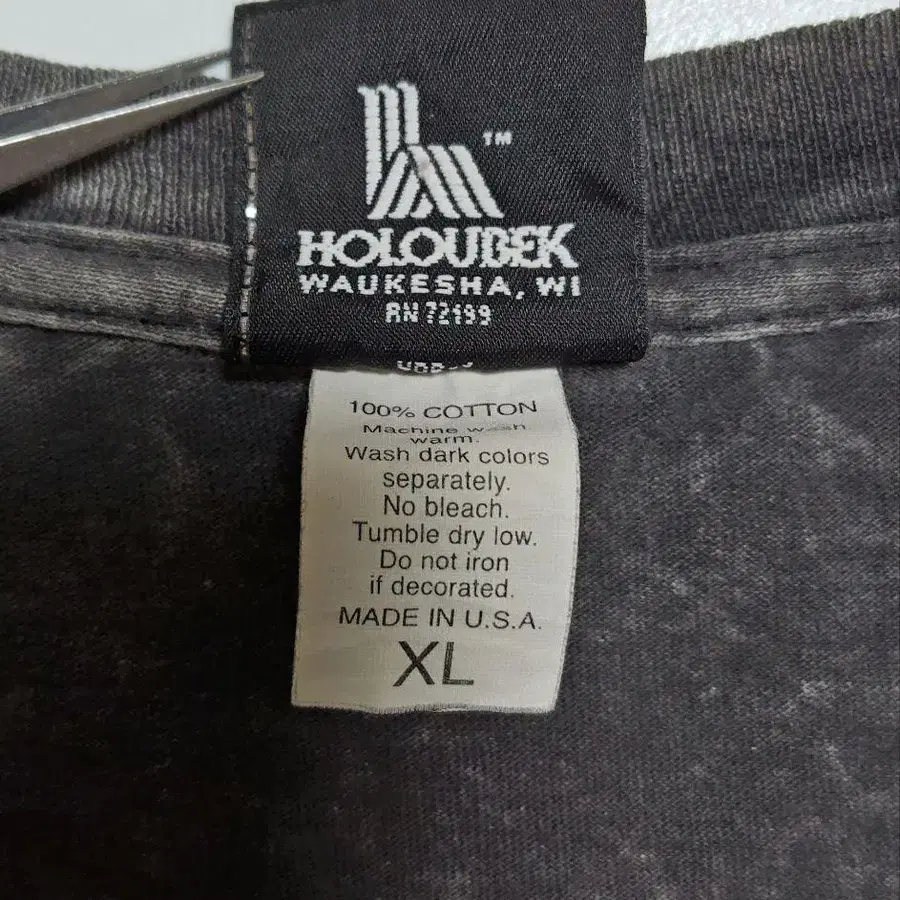 TM
HOLOUBEK
WAUKESHA, WI
RN 72199
100% COTTON
Machine wash
warm.
Wash dark colors
separately.
No bleach.
Tumble dry low.
Do not iron
if decorated.
MADE IN U.S.A.
XL